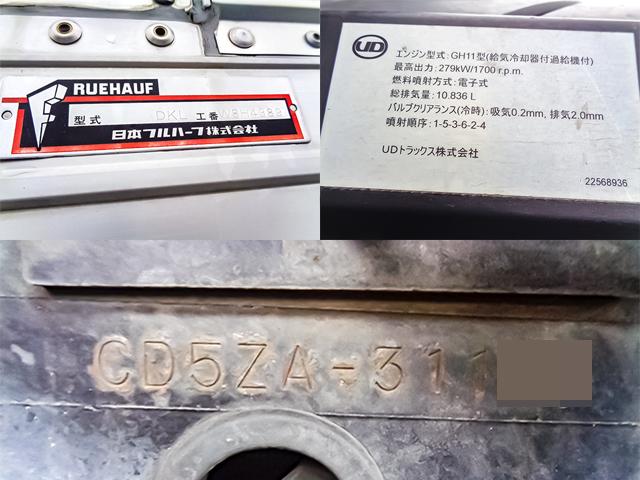 RUEHAUF
型式 DKL 工番 W8H4989
日本フルハーフ株式会社
UD
エンジン型式: GH11型(給気冷却器付過給機付)
最高出力: 279kW/1700 r.p.m.
燃料噴射方式: 電子式
総排気量: 10.836 L
バルブクリアランス(冷時): 吸気0.2mm, 排気2.0mm
噴射順序: 1-5-3-6-2-4
UDトラックス株式会社
22568936
CD5ZA-311